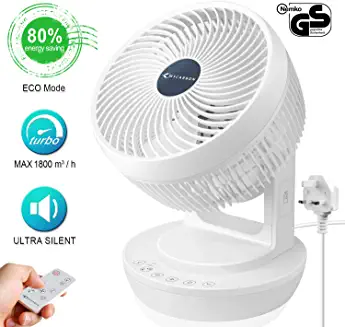 80%
energy saving
ECO Mode
turbo
MAX 1800 m³ / h
ULTRA SILENT
Nemko
GS